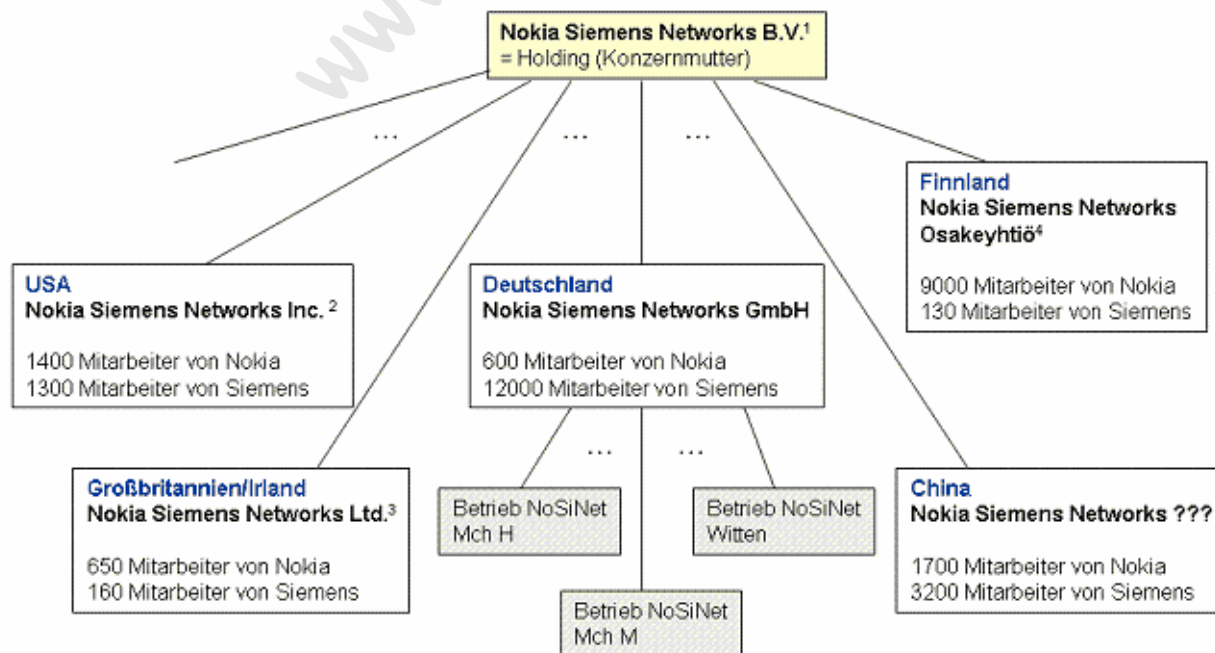 www.
Nokia Siemens Networks B.V.¹
= Holding (Konzernmutter)
...
...
...
Finnland
Nokia Siemens Networks
Osakeyhtiö⁴
9000 Mitarbeiter von Nokia
130 Mitarbeiter von Siemens
USA
Nokia Siemens Networks Inc. ²
1400 Mitarbeiter von Nokia
1300 Mitarbeiter von Siemens
Deutschland
Nokia Siemens Networks GmbH
600 Mitarbeiter von Nokia
12000 Mitarbeiter von Siemens
...
...
Großbritannien/Irland
Nokia Siemens Networks Ltd.³
650 Mitarbeiter von Nokia
160 Mitarbeiter von Siemens
Betrieb NoSiNet
Mch H
Betrieb NoSiNet
Witten
China
Nokia Siemens Networks ???
1700 Mitarbeiter von Nokia
3200 Mitarbeiter von Siemens
Betrieb NoSiNet
Mch M